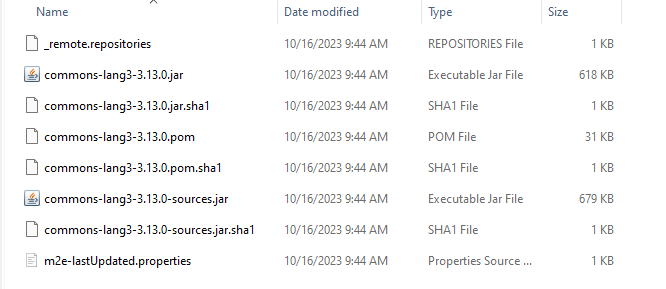 Name Date modified Type Size
_remote.repositories 10/16/2023 9:44 AM REPOSITORIES File 1 KB
commons-lang3-3.13.0.jar 10/16/2023 9:44 AM Executable Jar File 618 KB
commons-lang3-3.13.0.jar.sha1 10/16/2023 9:44 AM SHA1 File 1 KB
commons-lang3-3.13.0.pom 10/16/2023 9:44 AM POM File 31 KB
commons-lang3-3.13.0.pom.sha1 10/16/2023 9:44 AM SHA1 File 1 KB
commons-lang3-3.13.0-sources.jar 10/16/2023 9:44 AM Executable Jar File 679 KB
commons-lang3-3.13.0-sources.jar.sha1 10/16/2023 9:44 AM SHA1 File 1 KB
m2e-lastUpdated.properties 10/16/2023 9:44 AM Properties Source ... 1 KB